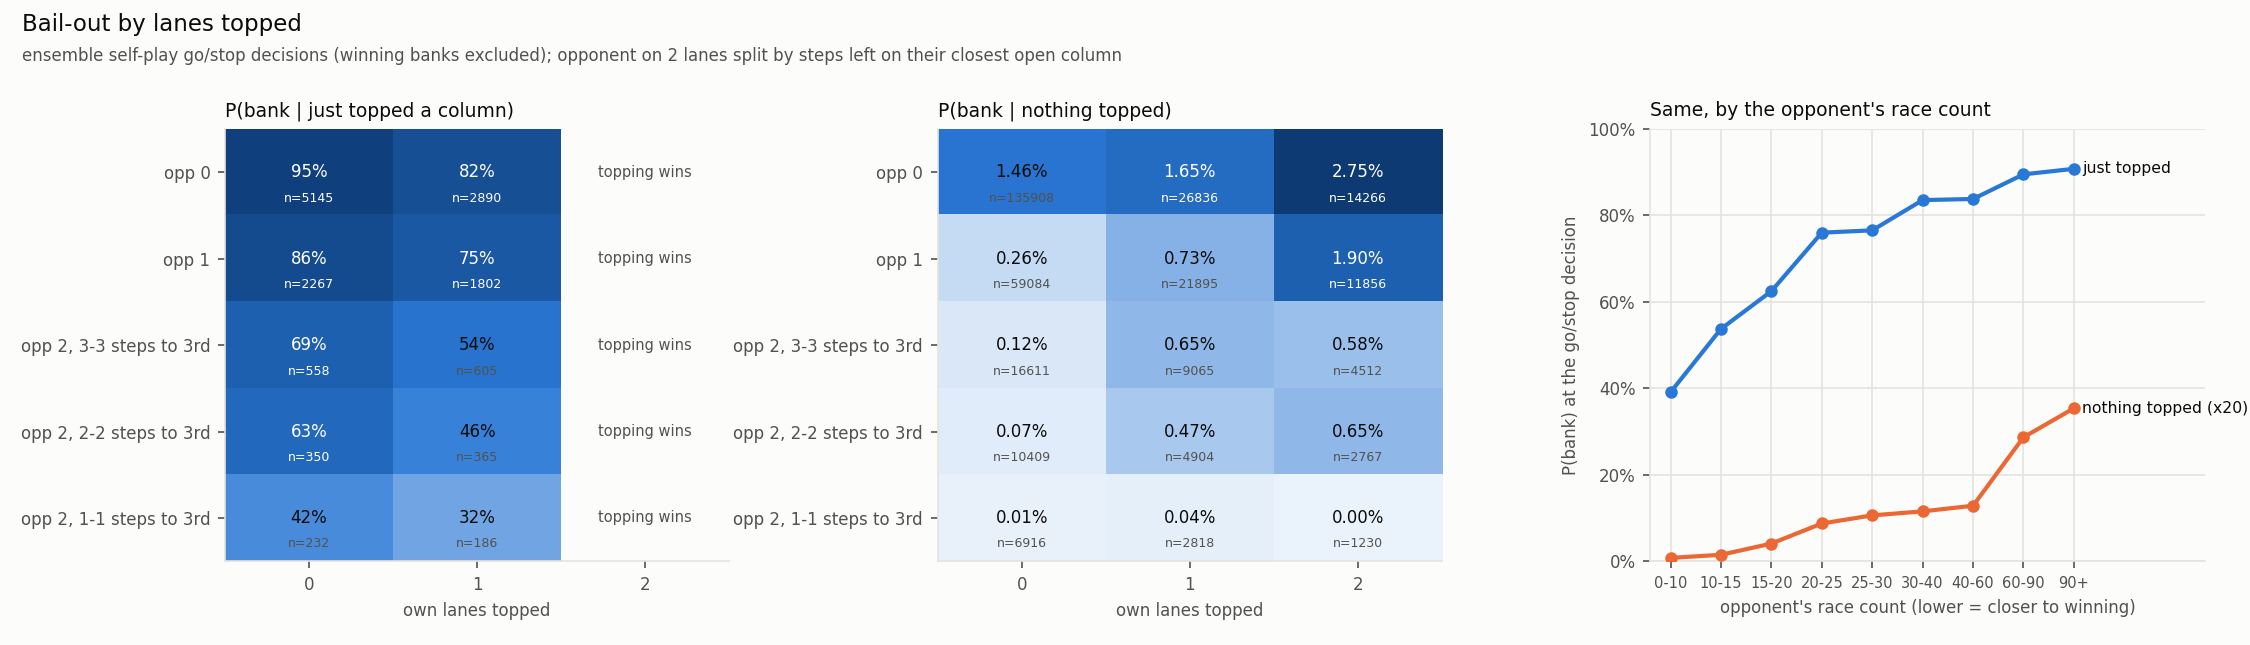 Bail-out by lanes topped
ensemble self-play go/stop decisions (winning banks excluded); opponent on 2 lanes split by steps left on their closest open column
P(bank | just topped a column)
opp 0
95%
n=5145
82%
n=2890
topping wins
opp 1
86%
n=2267
75%
n=1802
topping wins
opp 2, 3-3 steps to 3rd
69%
n=558
54%
n=605
topping wins
opp 2, 2-2 steps to 3rd
63%
n=350
46%
n=365
topping wins
opp 2, 1-1 steps to 3rd
42%
n=232
32%
n=186
topping wins
0
1
2
own lanes topped
P(bank | nothing topped)
opp 0
1.46%
n=135908
1.65%
n=26836
2.75%
n=14266
opp 1
0.26%
n=59084
0.73%
n=21895
1.90%
n=11856
opp 2, 3-3 steps to 3rd
0.12%
n=16611
0.65%
n=9065
0.58%
n=4512
opp 2, 2-2 steps to 3rd
0.07%
n=10409
0.47%
n=4904
0.65%
n=2767
opp 2, 1-1 steps to 3rd
0.01%
n=6916
0.04%
n=2818
0.00%
n=1230
0
1
2
own lanes topped
Same, by the opponent's race count
P(bank) at the go/stop decision
100%
80%
60%
40%
20%
0%
just topped
nothing topped (x20)
0-10
10-15
15-20
20-25
25-30
30-40
40-60
60-90
90+
opponent's race count (lower = closer to winning)